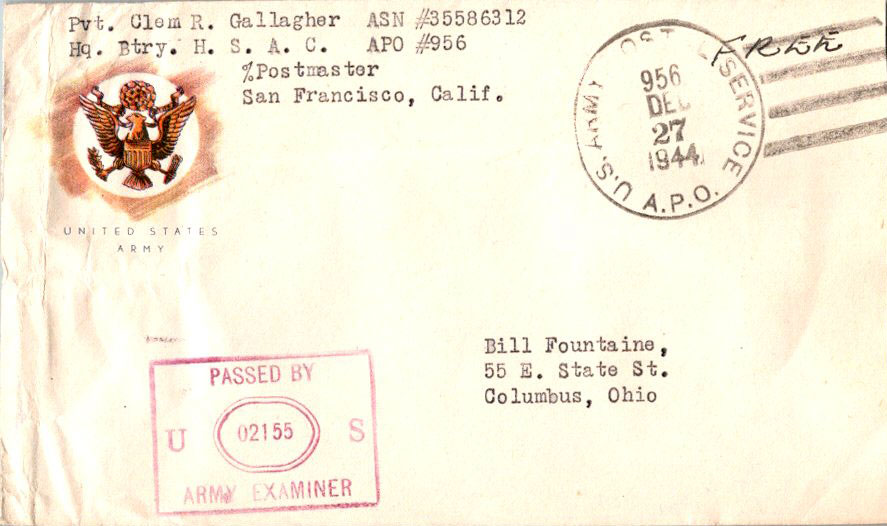 Pvt. Clem R. Gallagher ASN #35586312
Hq. Btry. H. S. A. C. APO #956
%Postmaster
San Francisco, Calif.
FREE
U.S. ARMY POSTAL SERVICE
956
DEC
27
1944
A.P.O.
UNITED STATES
ARMY
Bill Fountaine,
55 E. State St.
Columbus, Ohio
PASSED BY
U 02155 S
ARMY EXAMINER